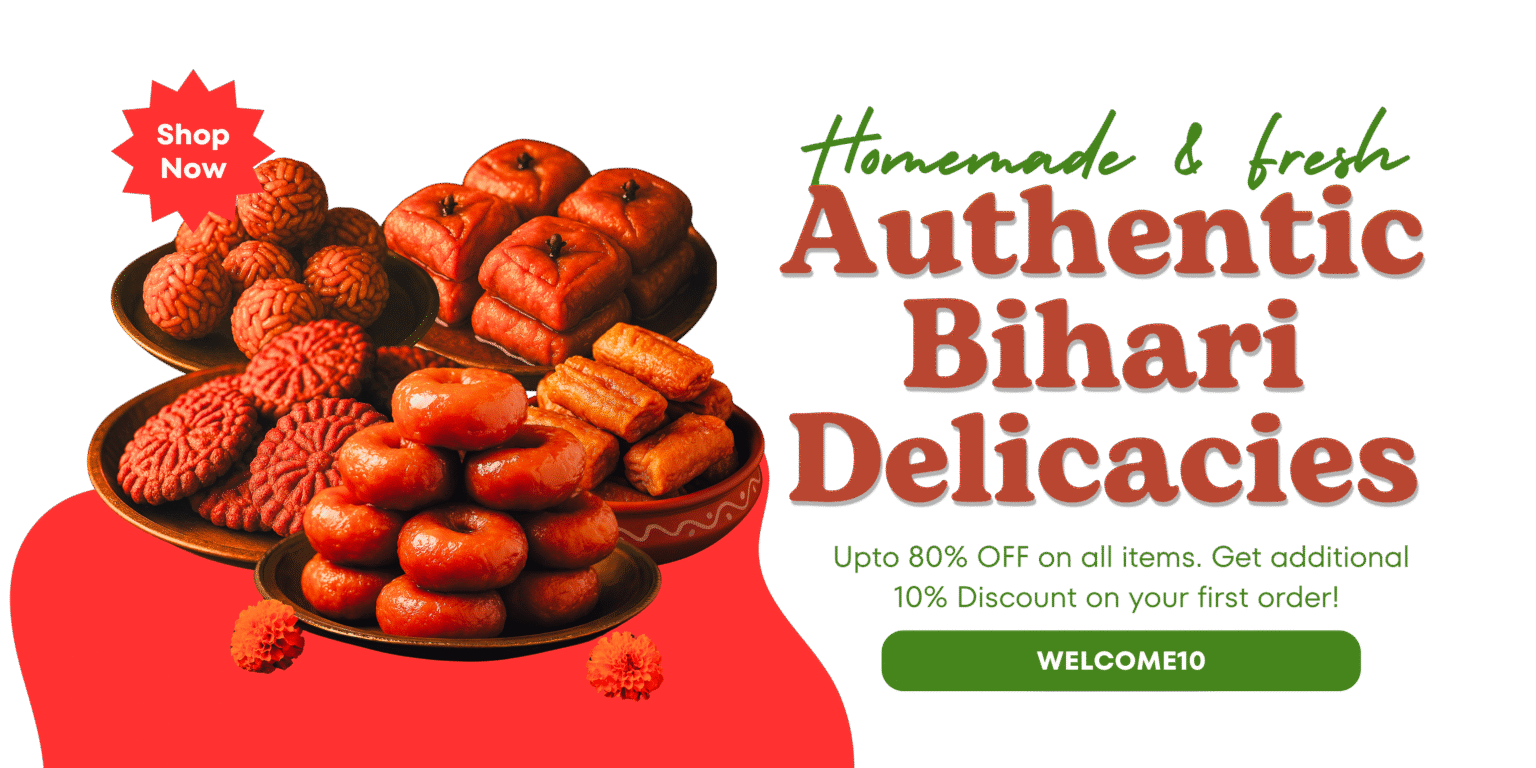 Shop
Now
Homemade & fresh
Authentic
Bihari
Delicacies
Upto 80% OFF on all items. Get additional
10% Discount on your first order!
WELCOME10